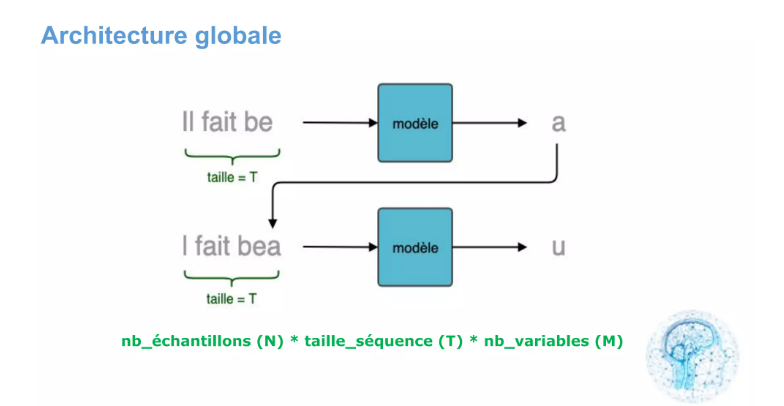 Architecture globale
Il fait be
modèle
a
taille = T
l fait bea
modèle
u
taille = T
nb_échantillons (N) * taille_séquence (T) * nb_variables (M)